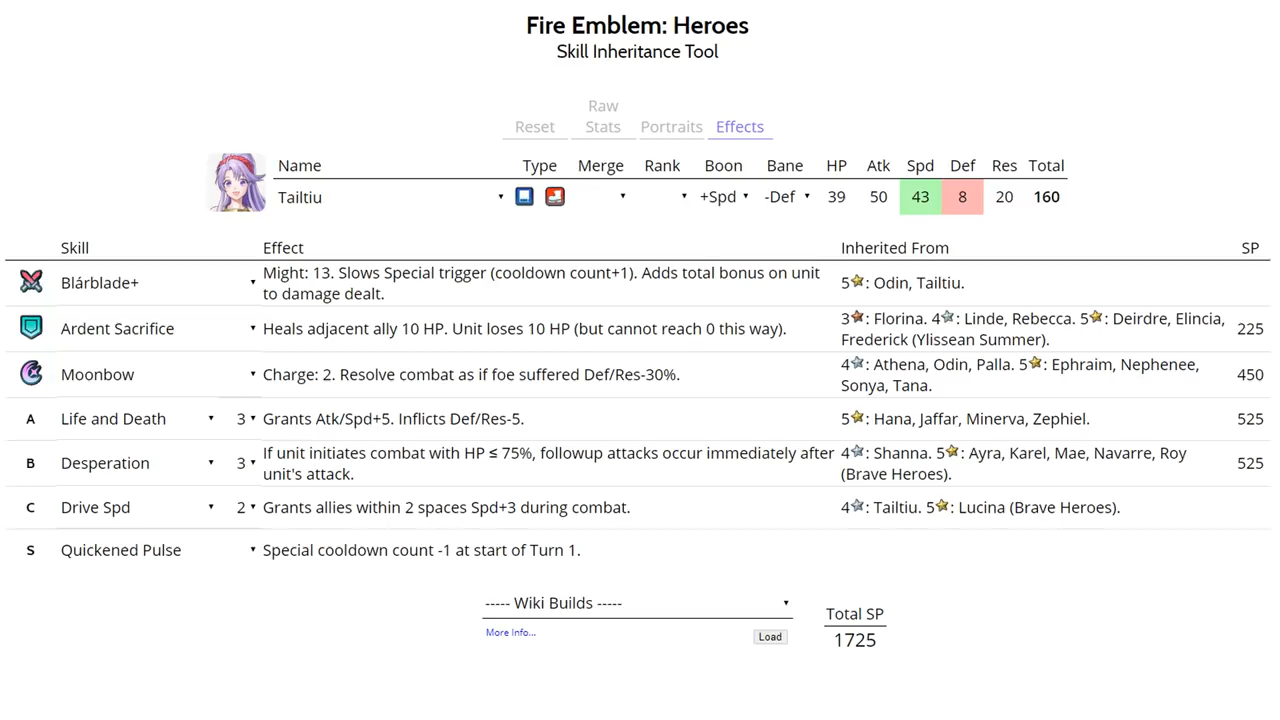 Fire Emblem: Heroes
Skill Inheritance Tool
Reset Raw Stats Portraits Effects
Name Type Merge Rank Boon Bane HP Atk Spd Def Res Total
Tailtiu +Spd -Def 39 50 43 8 20 160
Skill Effect Inherited From SP
Blárblade+ Might: 13. Slows Special trigger (cooldown count+1). Adds total bonus on unit 5: Odin, Tailtiu.
to damage dealt.
Ardent Sacrifice Heals adjacent ally 10 HP. Unit loses 10 HP (but cannot reach 0 this way). 3: Florina. 4: Linde, Rebecca. 5: Deirdre, Elincia, 225
Frederick (Ylissean Summer).
Moonbow Charge: 2. Resolve combat as if foe suffered Def/Res-30%. 4: Athena, Odin, Palla. 5: Ephraim, Nephenee, 450
Sonya, Tana.
A Life and Death 3 Grants Atk/Spd+5. Inflicts Def/Res-5. 5: Hana, Jaffar, Minerva, Zephiel. 525
B Desperation 3 If unit initiates combat with HP ≤ 75%, followup attacks occur immediately after 4: Shanna. 5: Ayra, Karel, Mae, Navarre, Roy 525
unit's attack. (Brave Heroes).
C Drive Spd 2 Grants allies within 2 spaces Spd+3 during combat. 4: Tailtiu. 5: Lucina (Brave Heroes).
S Quickened Pulse Special cooldown count -1 at start of Turn 1.
----- Wiki Builds ----- Total SP
More Info... Load 1725